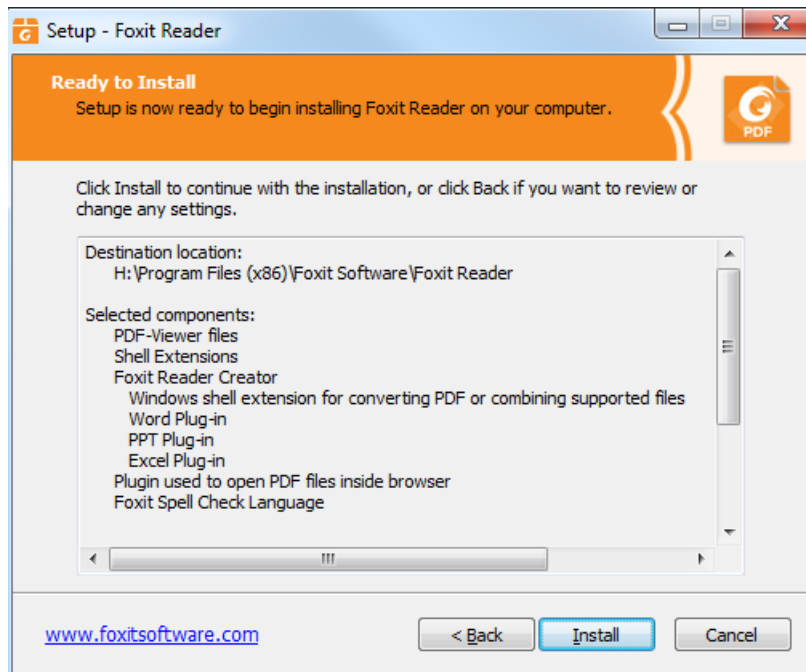 Setup - Foxit Reader
Ready to Install
Setup is now ready to begin installing Foxit Reader on your computer.
PDF
Click Install to continue with the installation, or click Back if you want to review or
change any settings.
Destination location:
H:\Program Files (x86)\Foxit Software\Foxit Reader
Selected components:
PDF-Viewer files
Shell Extensions
Foxit Reader Creator
Windows shell extension for converting PDF or combining supported files
Word Plug-in
PPT Plug-in
Excel Plug-in
Plugin used to open PDF files inside browser
Foxit Spell Check Language
www.foxitsoftware.com
< Back
Install
Cancel